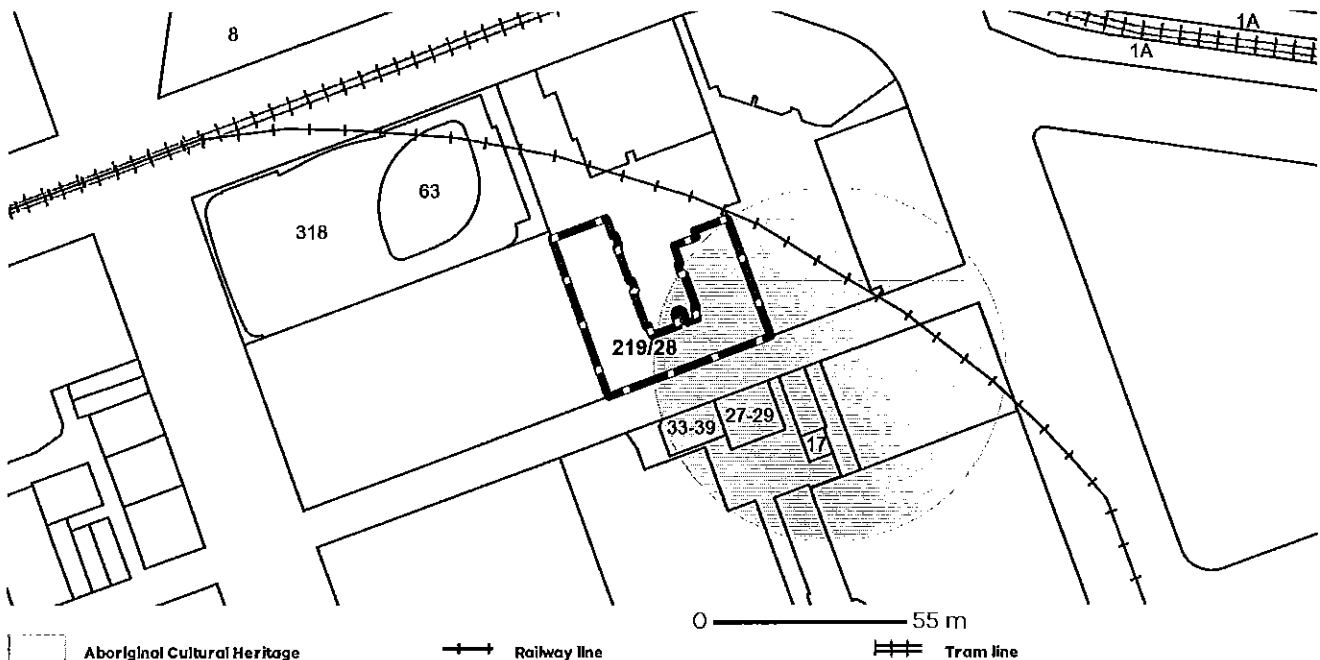 8
1A
1A
63
318
219/28
33-39
27-29
17
0 55 m
Aboriginal Cultural Heritage
Railway line
Tram line